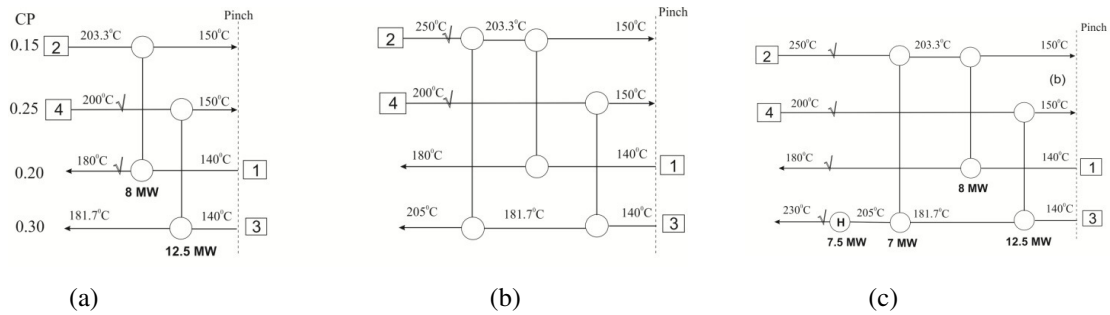 CP
Pinch
0.15
2
203.3°C
150°C
0.25
4
200°C √
150°C
0.20
180°C √
140°C
1
8 MW
0.30
181.7°C
140°C
3
12.5 MW
(a)
Pinch
2
250°C √
203.3°C
150°C
4
200°C √
150°C
180°C
140°C
1
205°C
181.7°C
140°C
3
(b)
Pinch
2
250°C √
203.3°C
150°C
(b)
4
200°C √
150°C
180°C √
140°C
1
8 MW
230°C √
H
205°C
181.7°C
140°C
3
7.5 MW
7 MW
12.5 MW
(c)